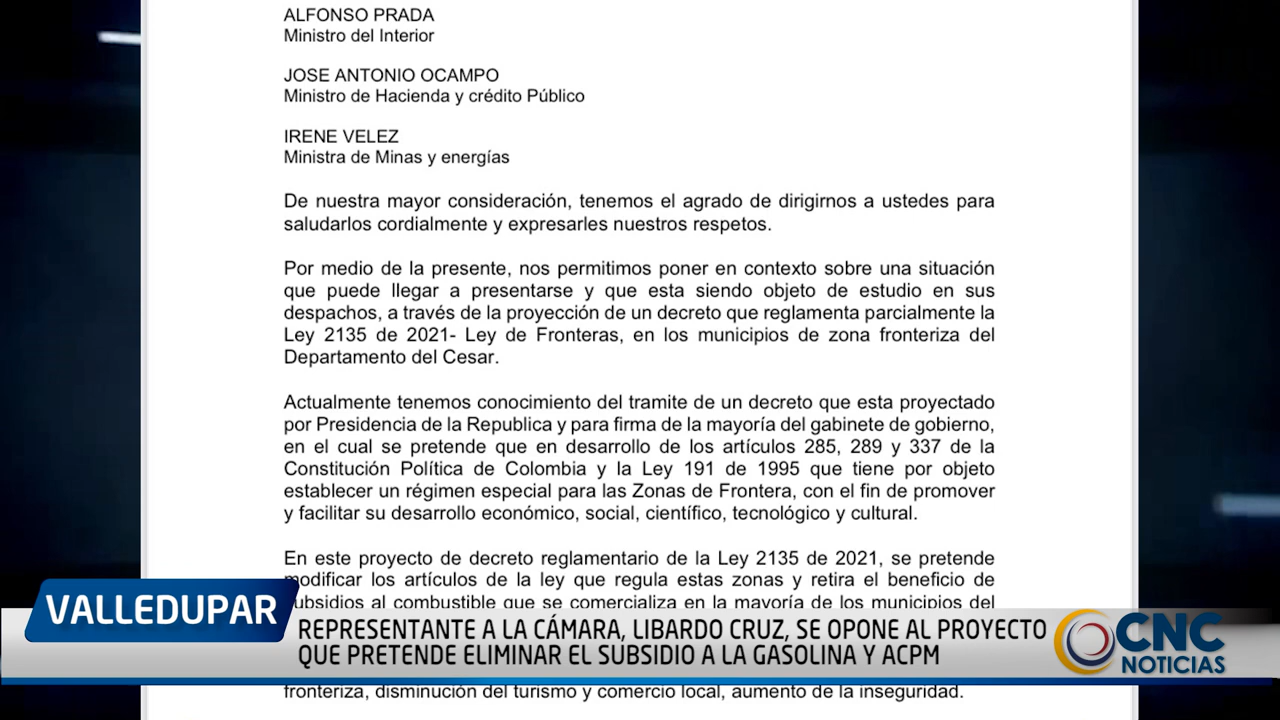 ALFONSO PRADA
Ministro del Interior
JOSE ANTONIO OCAMPO
Ministro de Hacienda y crédito Público
IRENE VELEZ
Ministra de Minas y energías
De nuestra mayor consideración, tenemos el agrado de dirigirnos a ustedes para
saludarlos cordialmente y expresarles nuestros respetos.
Por medio de la presente, nos permitimos poner en contexto sobre una situación
que puede llegar a presentarse y que esta siendo objeto de estudio en sus
despachos, a través de la proyección de un decreto que reglamenta parcialmente la
Ley 2135 de 2021- Ley de Fronteras, en los municipios de zona fronteriza del
Departamento del Cesar.
Actualmente tenemos conocimiento del tramite de un decreto que esta proyectado
por Presidencia de la Republica y para firma de la mayoría del gabinete de gobierno,
en el cual se pretende que en desarrollo de los artículos 285, 289 y 337 de la
Constitución Política de Colombia y la Ley 191 de 1995 que tiene por objeto
establecer un régimen especial para las Zonas de Frontera, con el fin de promover
y facilitar su desarrollo económico, social, científico, tecnológico y cultural.
En este proyecto de decreto reglamentario de la Ley 2135 de 2021, se pretende
modificar los artículos de la ley que regula estas zonas y retira el beneficio de
subsidios al combustible que se comercializa en la mayoría de los municipios del
VALLEDUPAR
REPRESENTANTE A LA CÁMARA, LIBARDO CRUZ, SE OPONE AL PROYECTO
QUE PRETENDE ELIMINAR EL SUBSIDIO A LA GASOLINA Y ACPM
CNC
NOTICIAS
fronteriza, disminución del turismo y comercio local, aumento de la inseguridad.